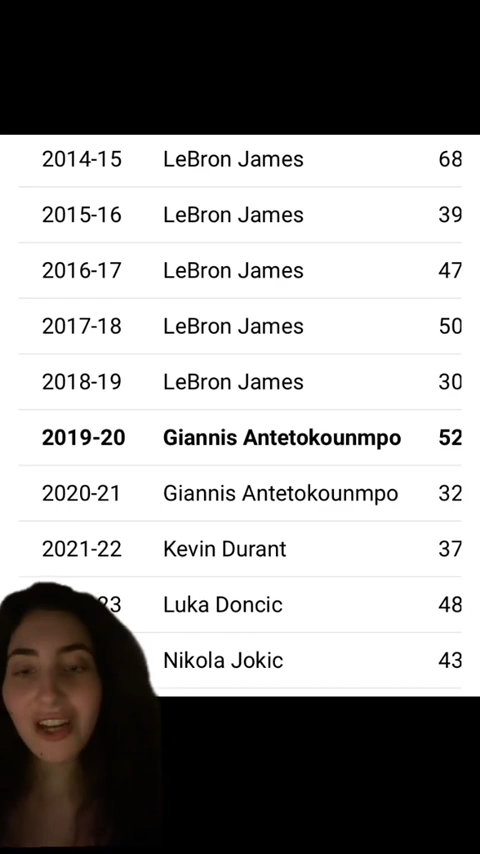 2014-15 LeBron James 68
2015-16 LeBron James 39
2016-17 LeBron James 47
2017-18 LeBron James 50
2018-19 LeBron James 30
2019-20 Giannis Antetokounmpo 52
2020-21 Giannis Antetokounmpo 32
2021-22 Kevin Durant 37
23 Luka Doncic 48
Nikola Jokic 43